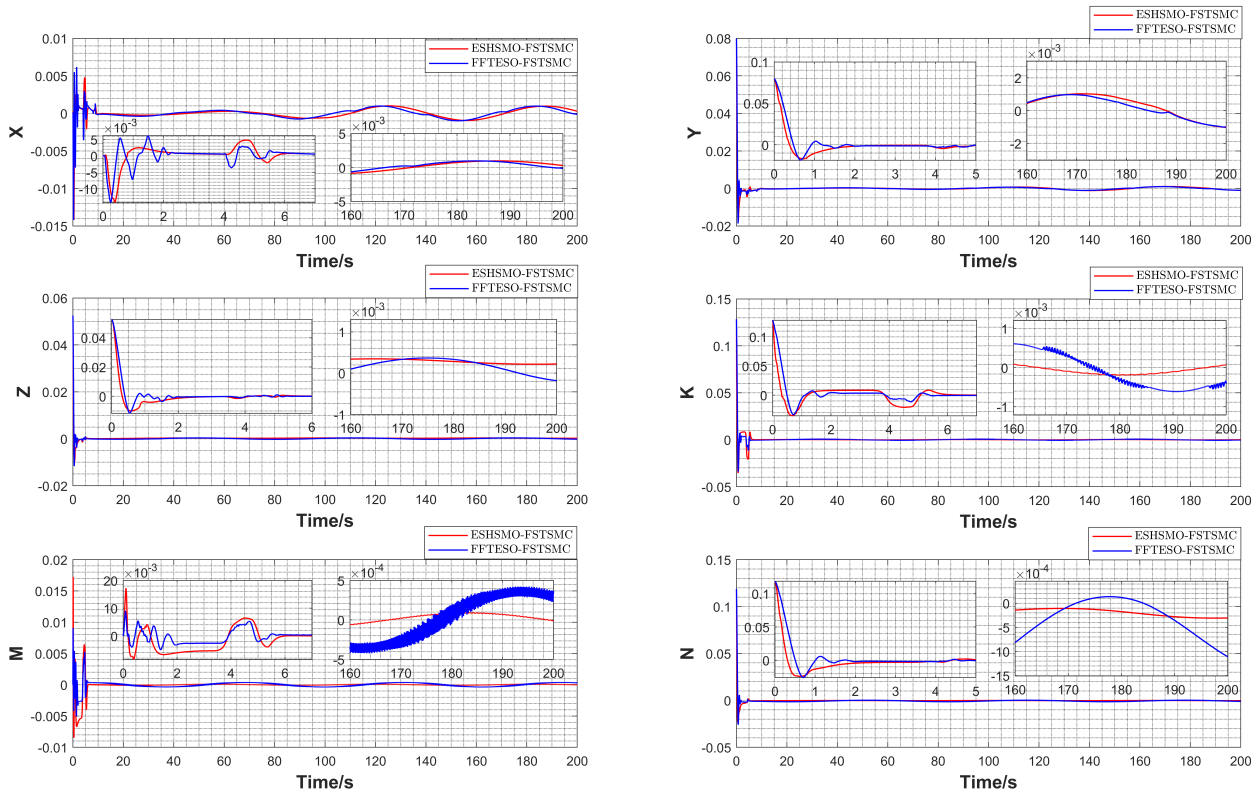 0.01
0.005
0
-0.005
-0.01
-0.015
X
ESHSMO-FSTSMC
FFTESO-FSTSMC
×10⁻³
5
0
-5
-10
0 2 4 6
×10⁻³
5
0
-5
160 170 180 190 200
0 20 40 60 80 100 120 140 160 180 200
Time/s
0.08
0.06
0.04
0.02
0
-0.02
Y
ESHSMO-FSTSMC
FFTESO-FSTSMC
0.1
0.05
0
0 1 2 3 4 5
×10⁻³
2
0
-2
160 170 180 190 200
0 20 40 60 80 100 120 140 160 180 200
Time/s
0.06
0.04
0.02
0
-0.02
Z
ESHSMO-FSTSMC
FFTESO-FSTSMC
0.04
0.02
0
0 2 4 6
×10⁻³
1
0
-1
160 170 180 190 200
0 20 40 60 80 100 120 140 160 180 200
Time/s
0.15
0.1
0.05
0
-0.05
K
ESHSMO-FSTSMC
FFTESO-FSTSMC
0.1
0.05
0
0 2 4 6
×10⁻³
1
0
-1
160 170 180 190 200
0 20 40 60 80 100 120 140 160 180 200
Time/s
0.02
0.015
0.01
0.005
0
-0.005
-0.01
M
ESHSMO-FSTSMC
FFTESO-FSTSMC
×10⁻³
20
10
0
0 2 4 6
×10⁻⁴
5
0
-5
160 170 180 190 200
0 20 40 60 80 100 120 140 160 180 200
Time/s
0.15
0.1
0.05
0
-0.05
N
ESHSMO-FSTSMC
FFTESO-FSTSMC
0.1
0.05
0
0 1 2 3 4 5
×10⁻⁴
0
-5
-10
-15
160 170 180 190 200
0 20 40 60 80 100 120 140 160 180 200
Time/s